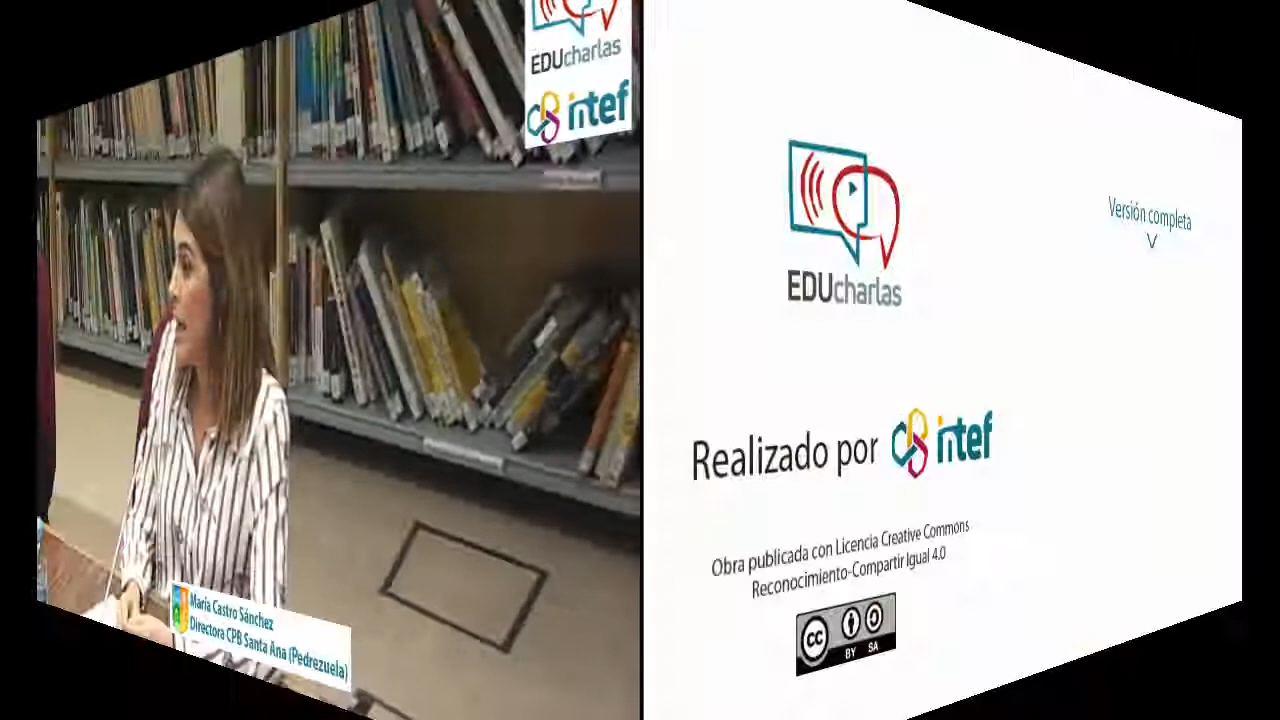 EDUcharlas
intef
María Castro Sánchez
Directora CPB Santa Ana (Pedrezuela)
EDUcharlas
Versión completa
Realizado por intef
Obra publicada con Licencia Creative Commons
Reconocimiento-Compartir Igual 4.0
CC
BY SA